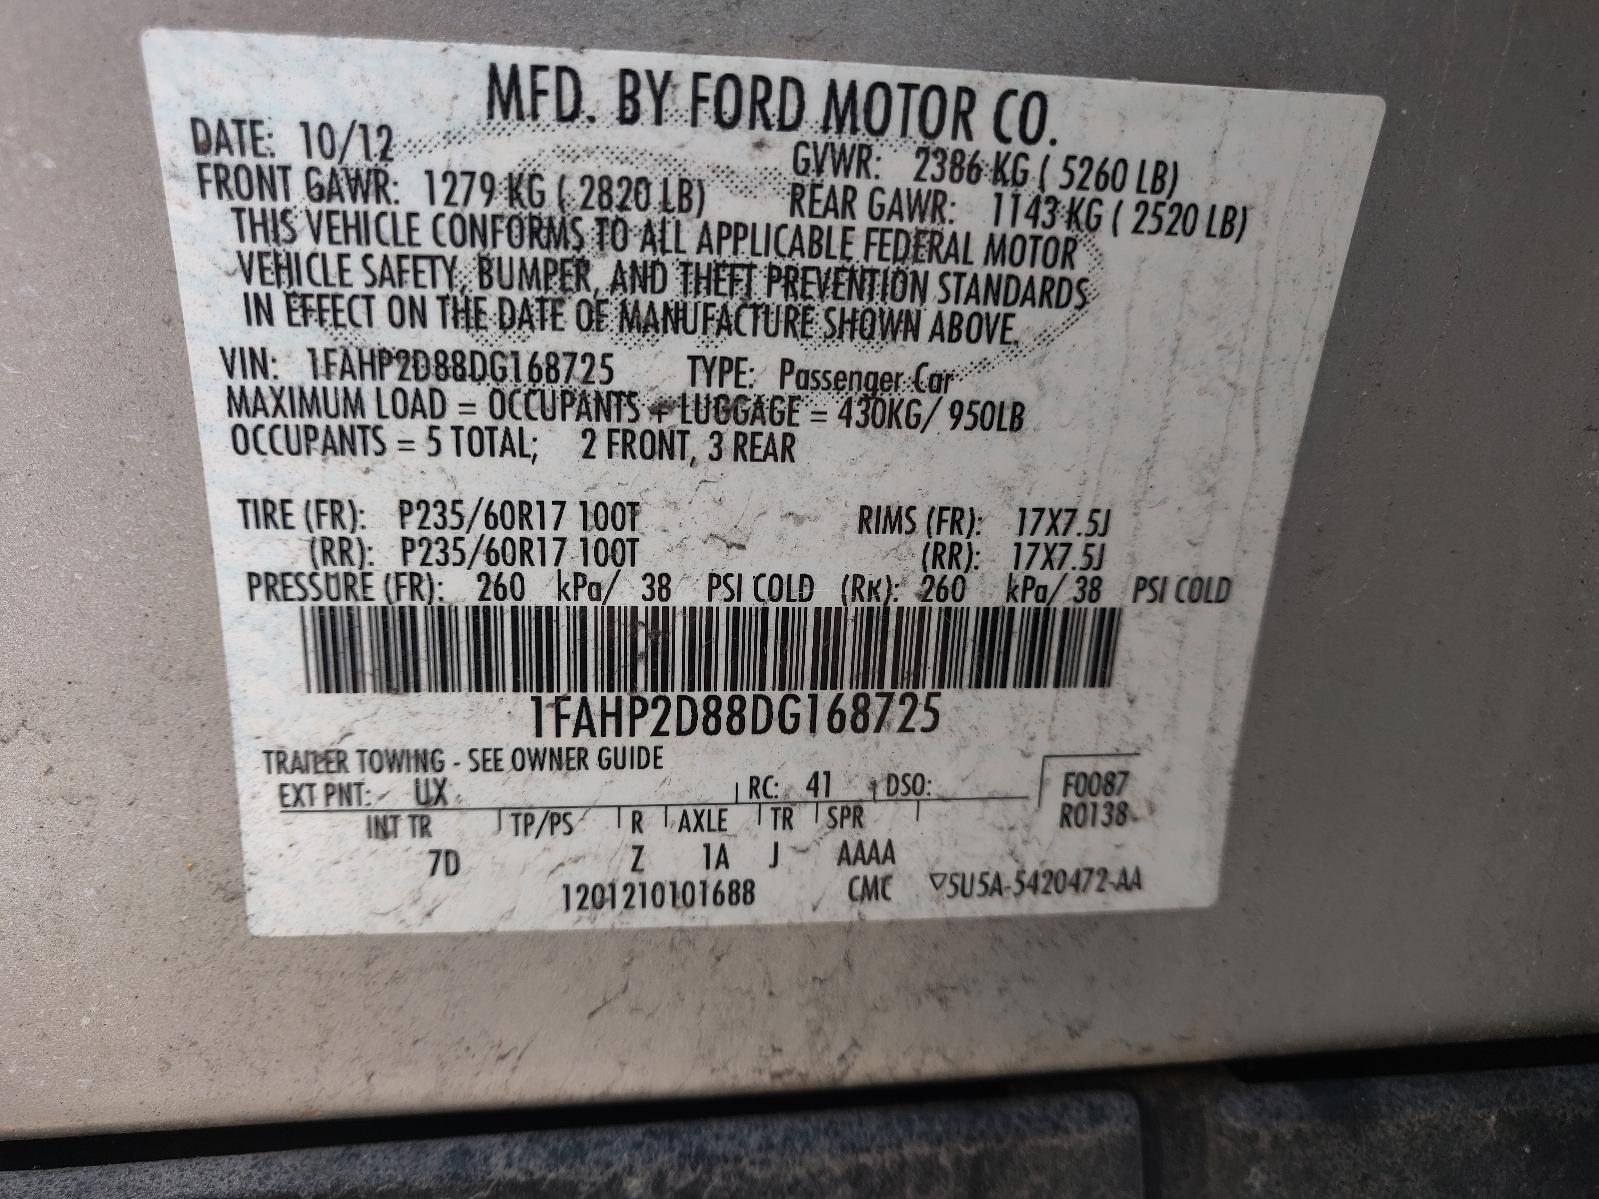 MFD. BY FORD MOTOR CO.
DATE: 10/12 GVWR: 2386 KG ( 5260 LB)
FRONT GAWR: 1279 KG ( 2820 LB) REAR GAWR: 1143 KG ( 2520 LB)
THIS VEHICLE CONFORMS TO ALL APPLICABLE FEDERAL MOTOR
VEHICLE SAFETY, BUMPER, AND THEFT PREVENTION STANDARDS
IN EFFECT ON THE DATE OF MANUFACTURE SHOWN ABOVE.
VIN: 1FAHP2D88DG168725 TYPE: Passenger Car
MAXIMUM LOAD = OCCUPANTS + LUGGAGE = 430KG/ 950LB
OCCUPANTS = 5 TOTAL; 2 FRONT, 3 REAR
TIRE (FR): P235/60R17 100T RIMS (FR): 17X7.5J
(RR): P235/60R17 100T (RR): 17X7.5J
PRESSURE (FR): 260 kPa/ 38 PSI COLD (RR): 260 kPa/ 38 PSI COLD
1FAHP2D88DG168725
TRAILER TOWING - SEE OWNER GUIDE
EXT PNT: UX RC: 41 DSO: F0087
INT TR TP/PS R AXLE TR SPR R0138
7D Z 1A J AAAA
1201210101688 CMC ▽5U5A-5420472-AA